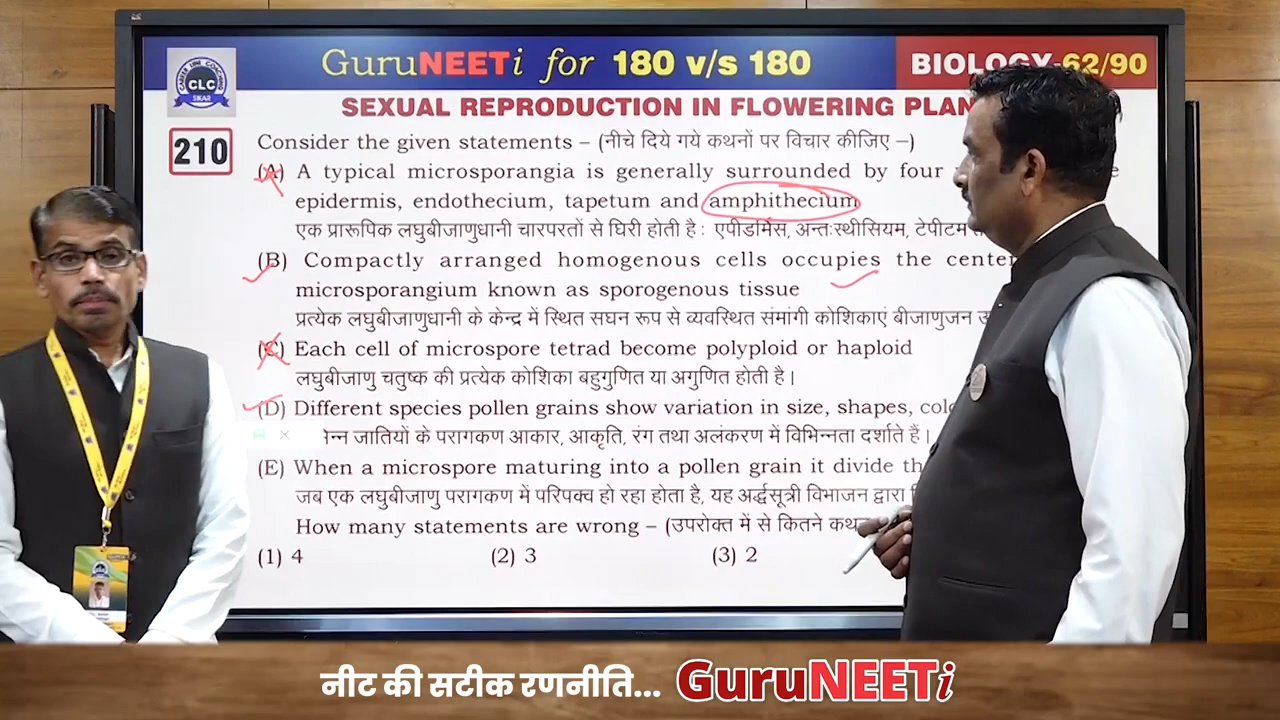 CAREER LINE COACHING
CLC
SIKAR
GuruNEETi for 180 v/s 180
BIOLOGY-62/90
SEXUAL REPRODUCTION IN FLOWERING PLAN
210
Consider the given statements – (नीचे दिये गये कथनों पर विचार कीजिए –)
(A) A typical microsporangia is generally surrounded by four
epidermis, endothecium, tapetum and amphithecium
एक प्रारूपिक लघुबीजाणुधानी चारपरतों से घिरी होती है : एपीडर्मिस, अन्तःस्थीसियम, टेपीटम
(B) Compactly arranged homogenous cells occupies the center
microsporangium known as sporogenous tissue
प्रत्येक लघुबीजाणुधानी के केन्द्र में स्थित सघन रूप से व्यवस्थित संमांगी कोशिकाएं बीजाणुजन
(C) Each cell of microspore tetrad become polyploid or haploid
लघुबीजाणु चतुष्क की प्रत्येक कोशिका बहुगुणित या अगुणित होती है।
(D) Different species pollen grains show variation in size, shapes,
जातियों के परागकण आकार, आकृति, रंग तथा अलंकरण में विभिन्नता दर्शाते हैं।
(E) When a microspore maturing into a pollen grain it divide
जब एक लघुबीजाणु परागकण में परिपक्व हो रहा होता है, यह अर्द्धसूत्री विभाजन द्वारा
How many statements are wrong – (उपरोक्त में से कितने
(1) 4 (2) 3 (3) 2
नीट की सटीक रणनीति... GuruNEETi